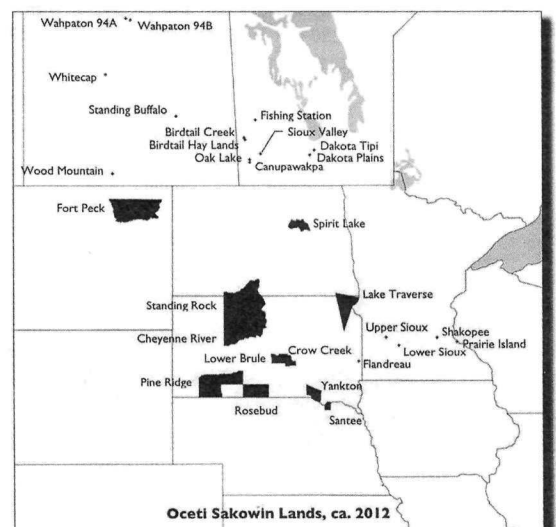 Wahpaton 94A
Wahpaton 94B
Whitecap
Standing Buffalo
Fishing Station
Birdtail Creek
Sioux Valley
Birdtail Hay Lands
Dakota Tipi
Oak Lake
Dakota Plains
Canupawakpa
Wood Mountain
Fort Peck
Spirit Lake
Lake Traverse
Standing Rock
Upper Sioux
Shakopee
Cheyenne River
Prairie Island
Crow Creek
Lower Sioux
Lower Brule
Flandreau
Pine Ridge
Yankton
Rosebud
Santee
Oceti Sakowin Lands, ca. 2012